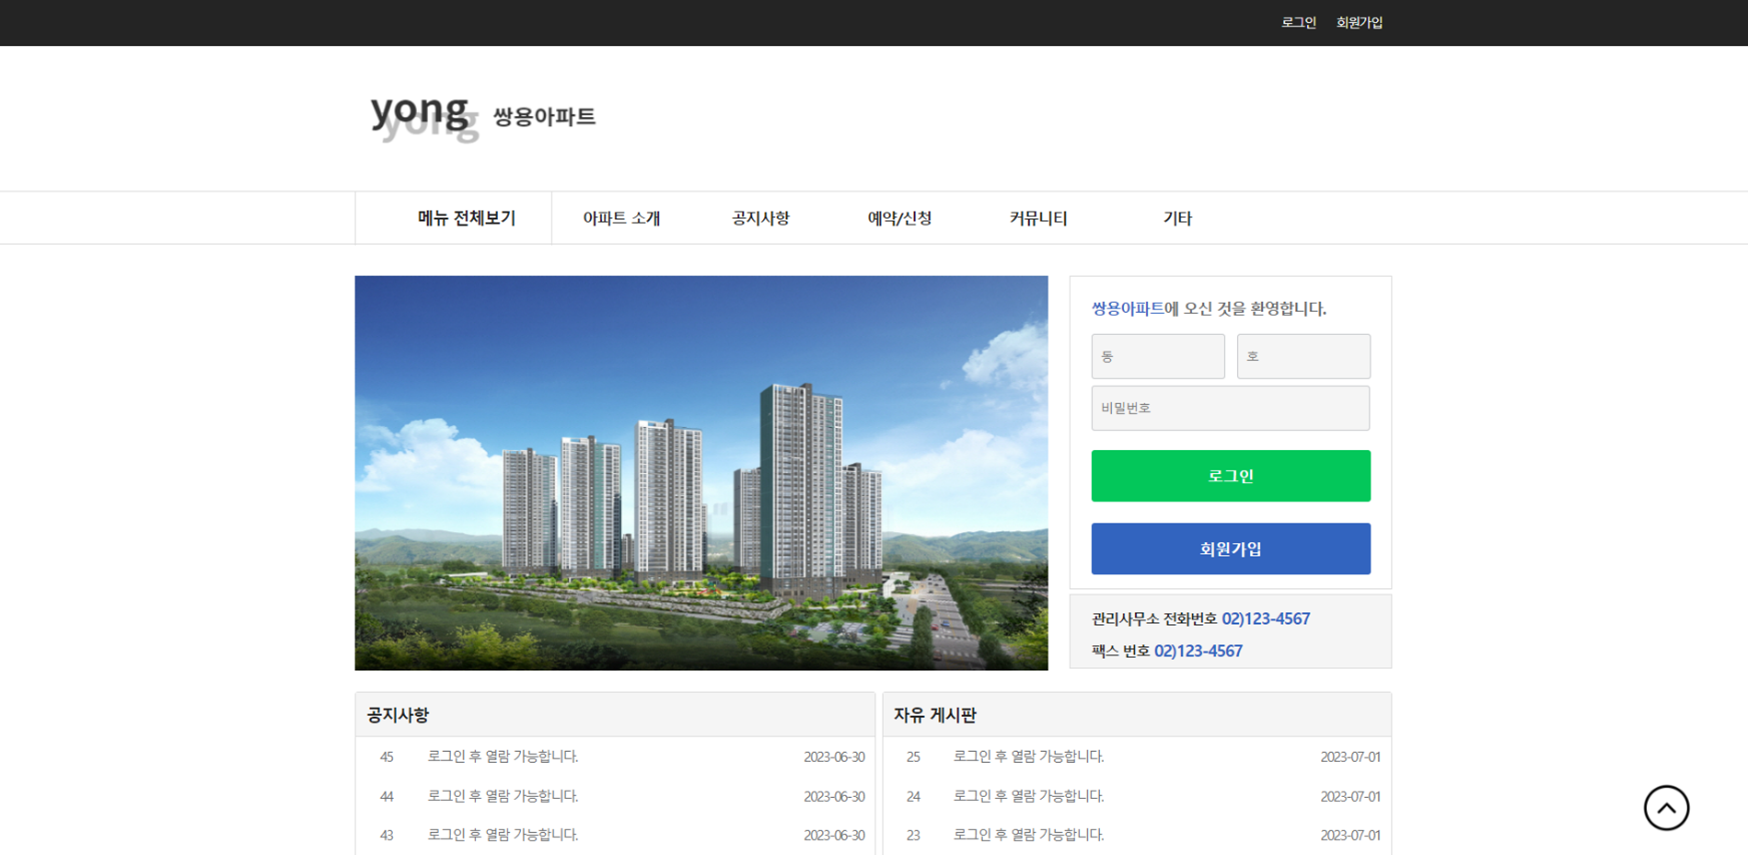 로그인 회원가입
yong 쌍용아파트
메뉴 전체보기 아파트 소개 공지사항 예약/신청 커뮤니티 기타
쌍용아파트에 오신 것을 환영합니다.
동 호
비밀번호
로그인
회원가입
관리사무소 전화번호 02)123-4567
팩스 번호 02)123-4567
공지사항
45 로그인 후 열람 가능합니다. 2023-06-30
44 로그인 후 열람 가능합니다. 2023-06-30
43 로그인 후 열람 가능합니다. 2023-06-30
자유 게시판
25 로그인 후 열람 가능합니다. 2023-07-01
24 로그인 후 열람 가능합니다. 2023-07-01
23 로그인 후 열람 가능합니다. 2023-07-01